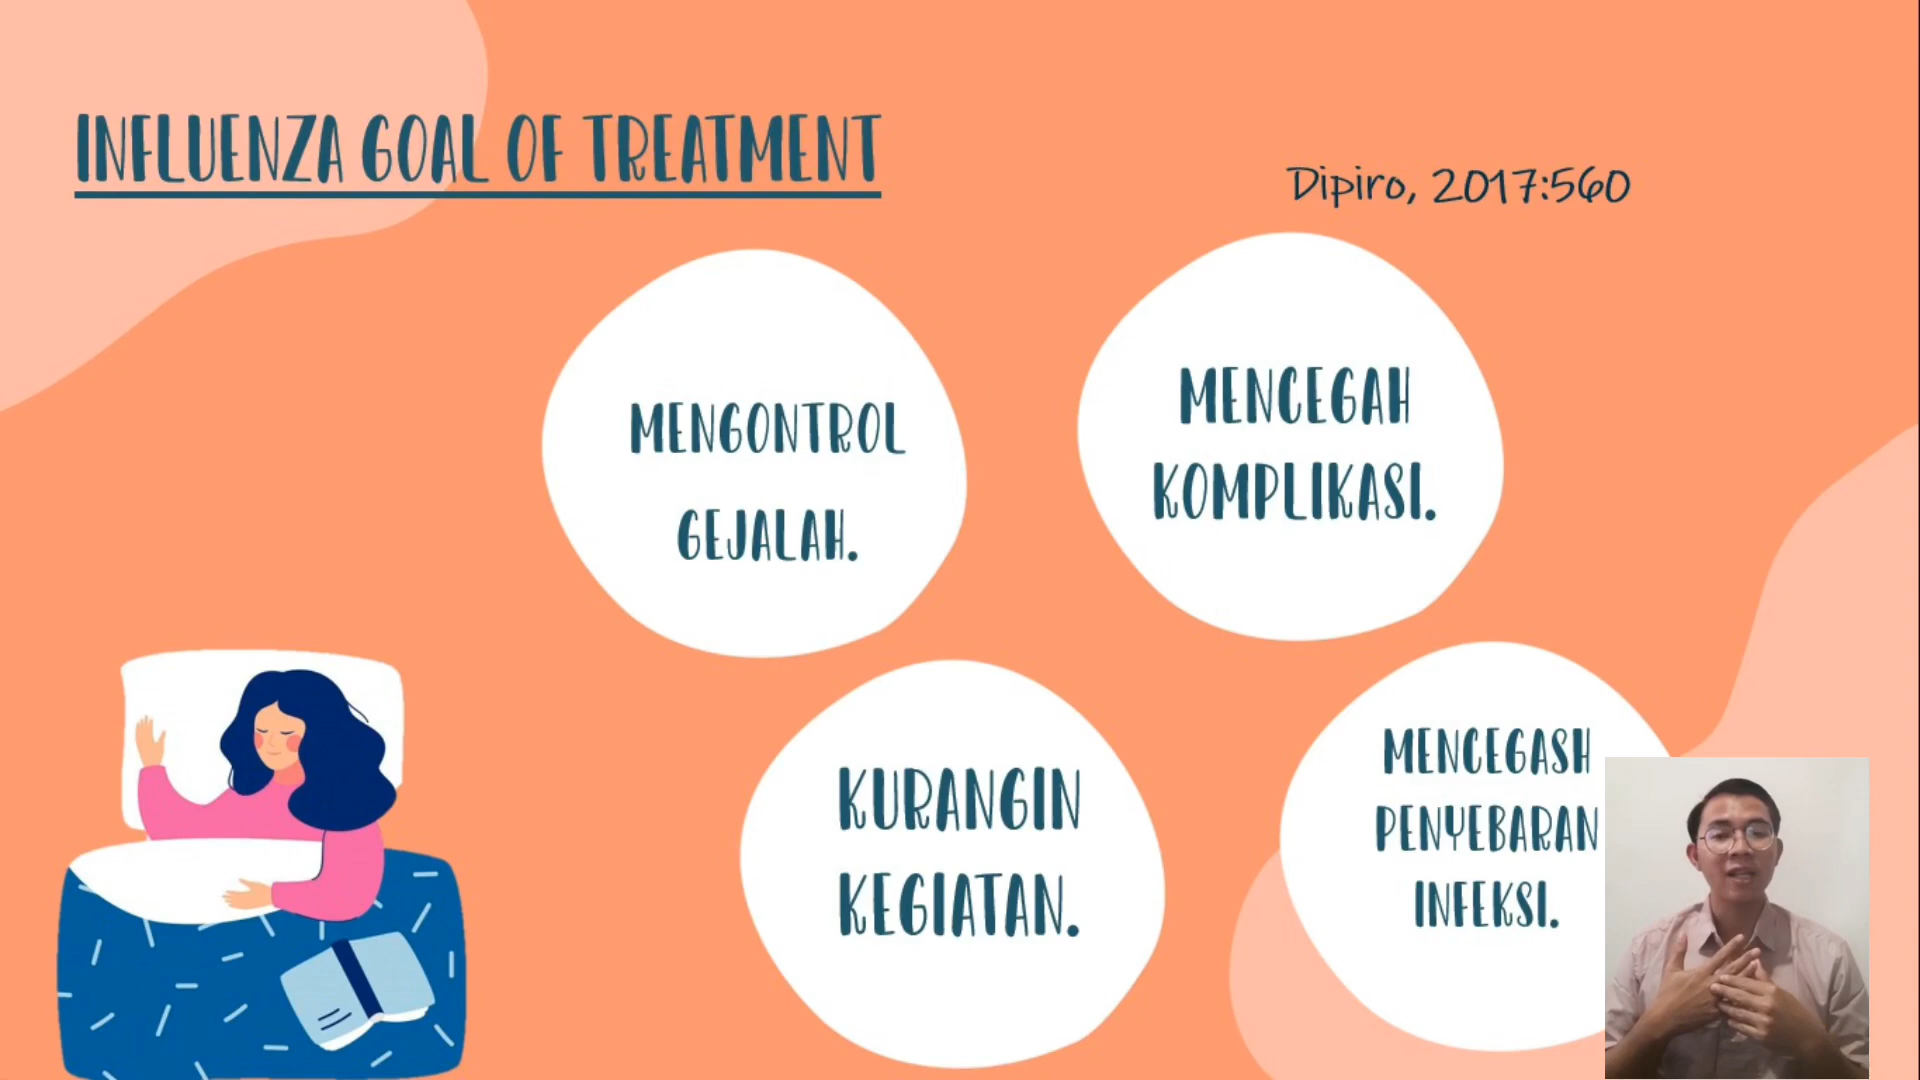 INFLUENZA GOAL OF TREATMENT
Dipiro, 2017:560
MENGONTROL
GEJALAH.
MENCEGAH
KOMPLIKASI.
KURANGIN
KEGIATAN.
MENCEGASH
PENYEBARAN
INFEKSI.